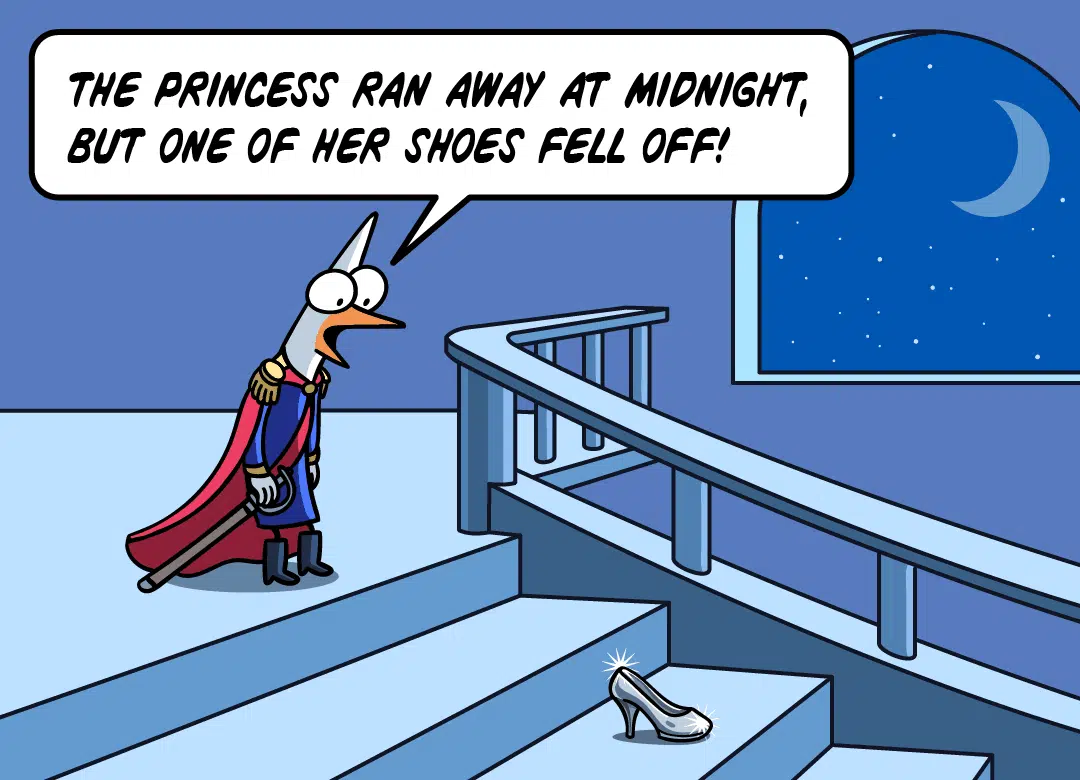 THE PRINCESS RAN AWAY AT MIDNIGHT,
BUT ONE OF HER SHOES FELL OFF!